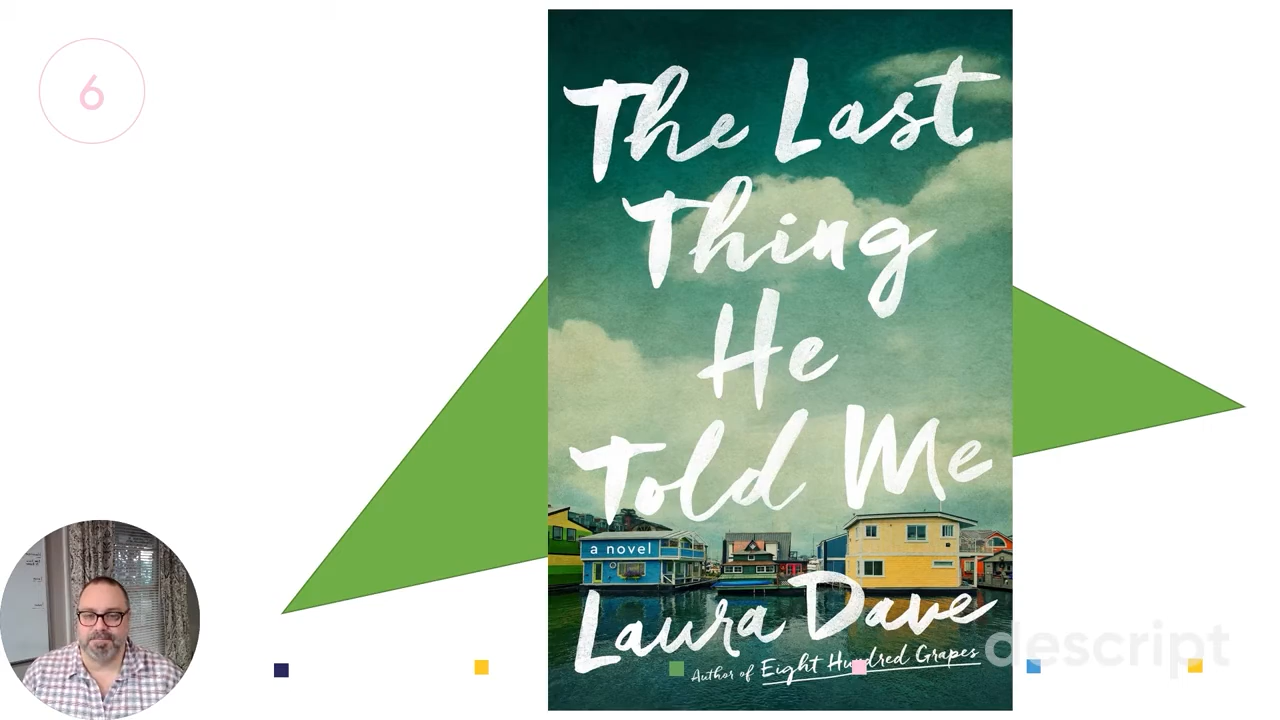 6
The Last
Thing
He
Told Me
a novel
Laura Dave
Author of Eight Hundred Grapes
descript